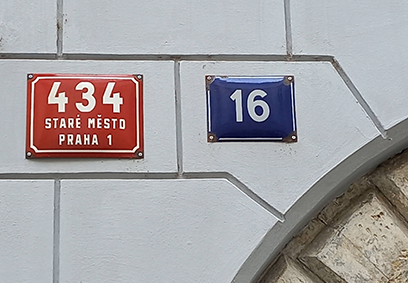 434
STARÉ MĚSTO
PRAHA 1
16